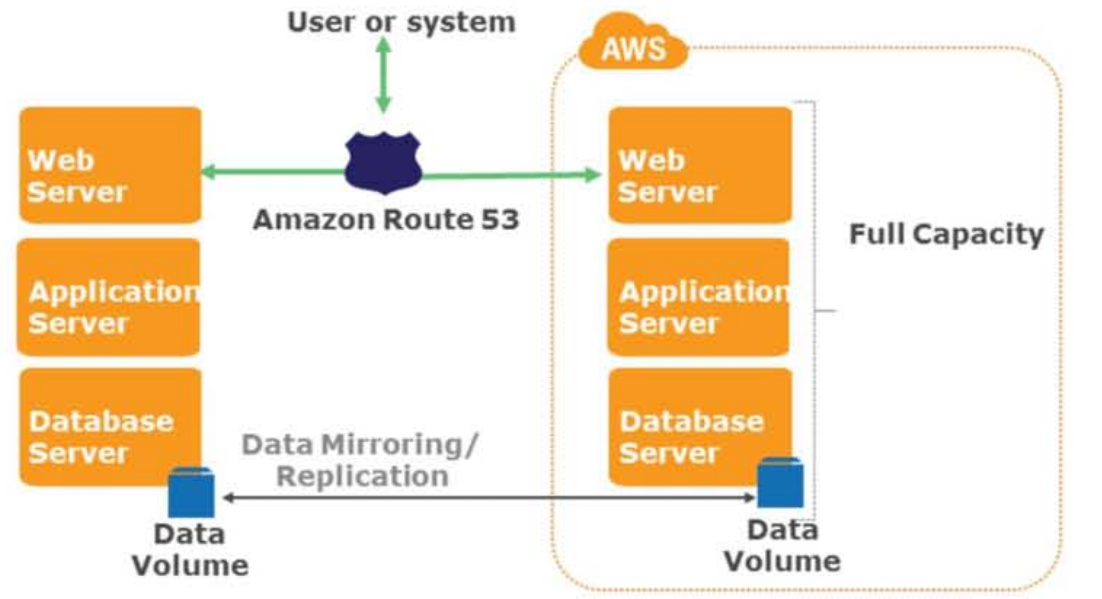 User or system
AWS
Web
Server
Amazon Route 53
Web
Server
Full Capacity
Application
Server
Application
Server
Database
Server
Data Mirroring/
Replication
Database
Server
Data
Volume
Data
Volume